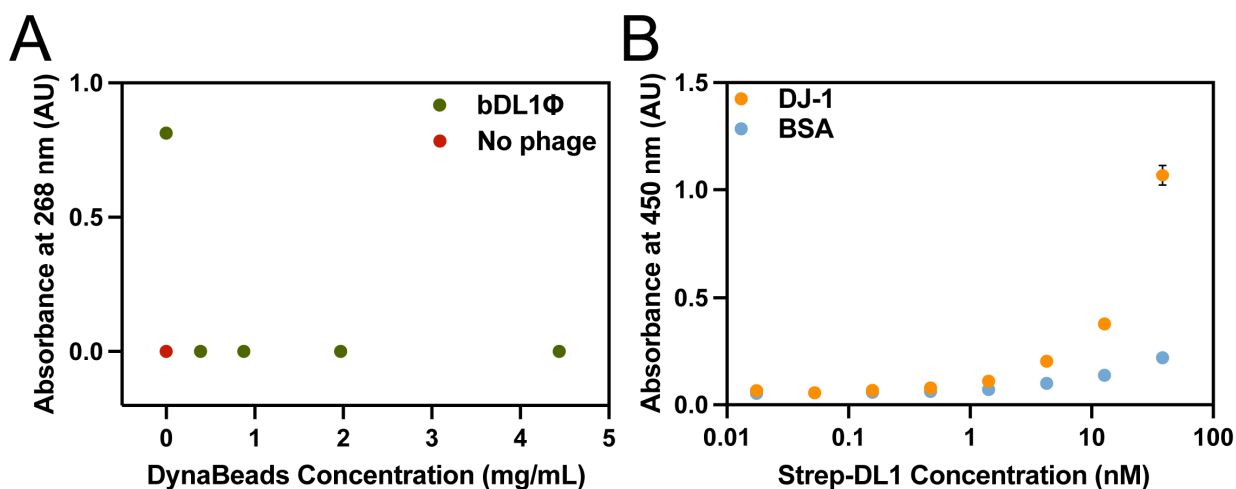 A
Absorbance at 268 nm (AU)
1.0
0.5
0.0
bDL1Φ
No phage
0 1 2 3 4 5
DynaBeads Concentration (mg/mL)
B
Absorbance at 450 nm (AU)
1.5
1.0
0.5
0.0
DJ-1
BSA
0.01 0.1 1 10 100
Strep-DL1 Concentration (nM)